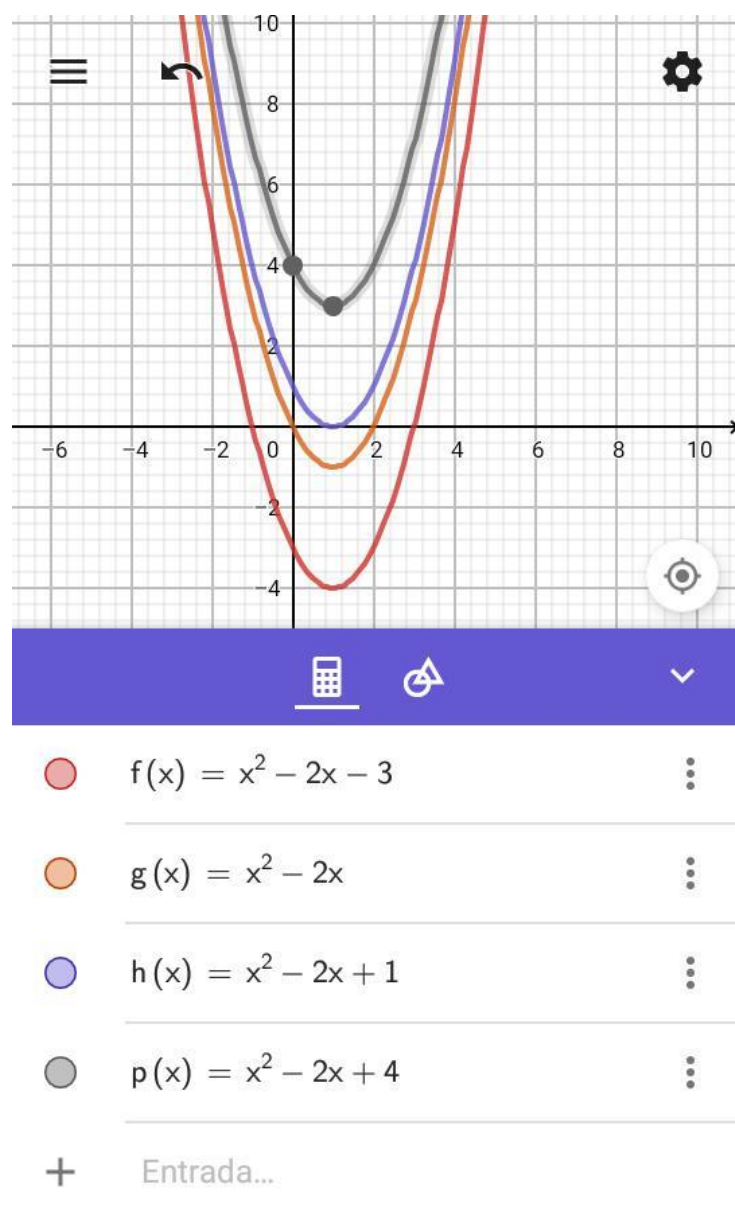 10
8
6
4
2
−6 −4 −2 0 2 4 6 8 10
−2
−4
f(x) = x² − 2x − 3
g(x) = x² − 2x
h(x) = x² − 2x + 1
p(x) = x² − 2x + 4
+ Entrada...